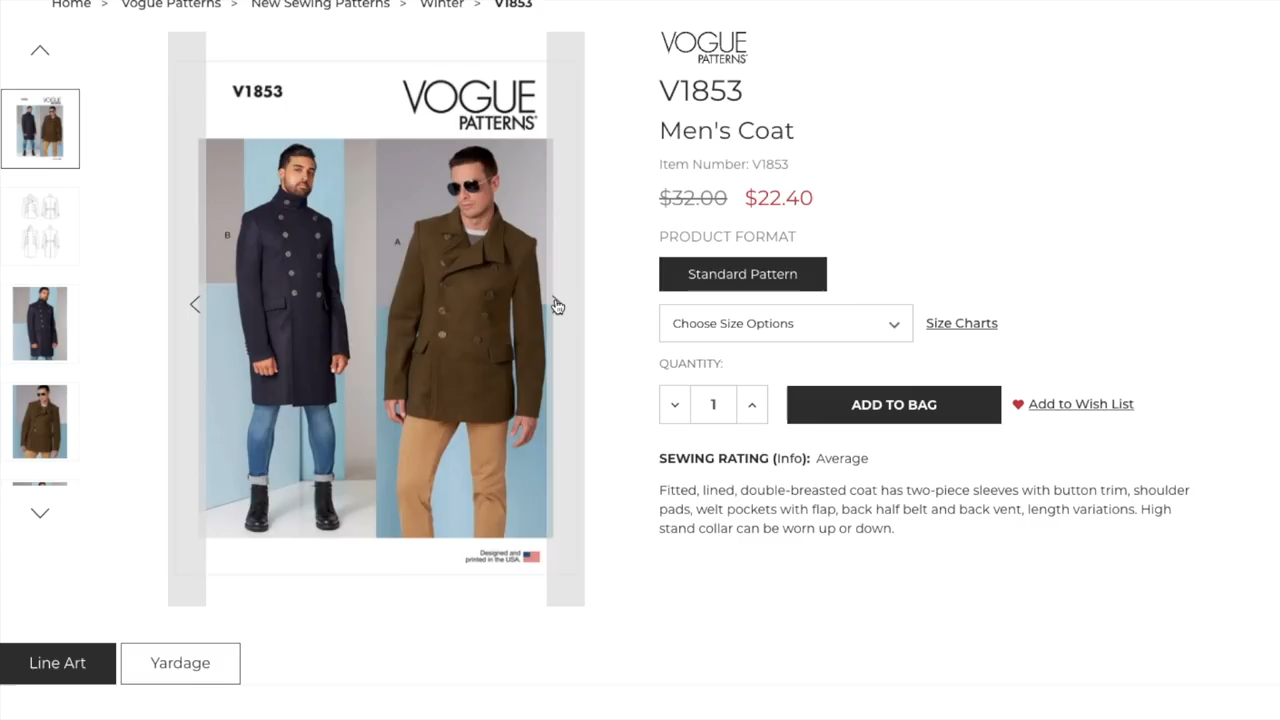 Home > Vogue Patterns > New Sewing Patterns > Winter > V1853
V1853
VOGUE
PATTERNS
B
A
Designed and
printed in the USA.
VOGUE
PATTERNS
V1853
Men's Coat
Item Number: V1853
$32.00 $22.40
PRODUCT FORMAT
Standard Pattern
Choose Size Options
Size Charts
QUANTITY:
1
ADD TO BAG
Add to Wish List
SEWING RATING (Info): Average
Fitted, lined, double-breasted coat has two-piece sleeves with button trim, shoulder
pads, welt pockets with flap, back half belt and back vent, length variations. High
stand collar can be worn up or down.
Line Art
Yardage